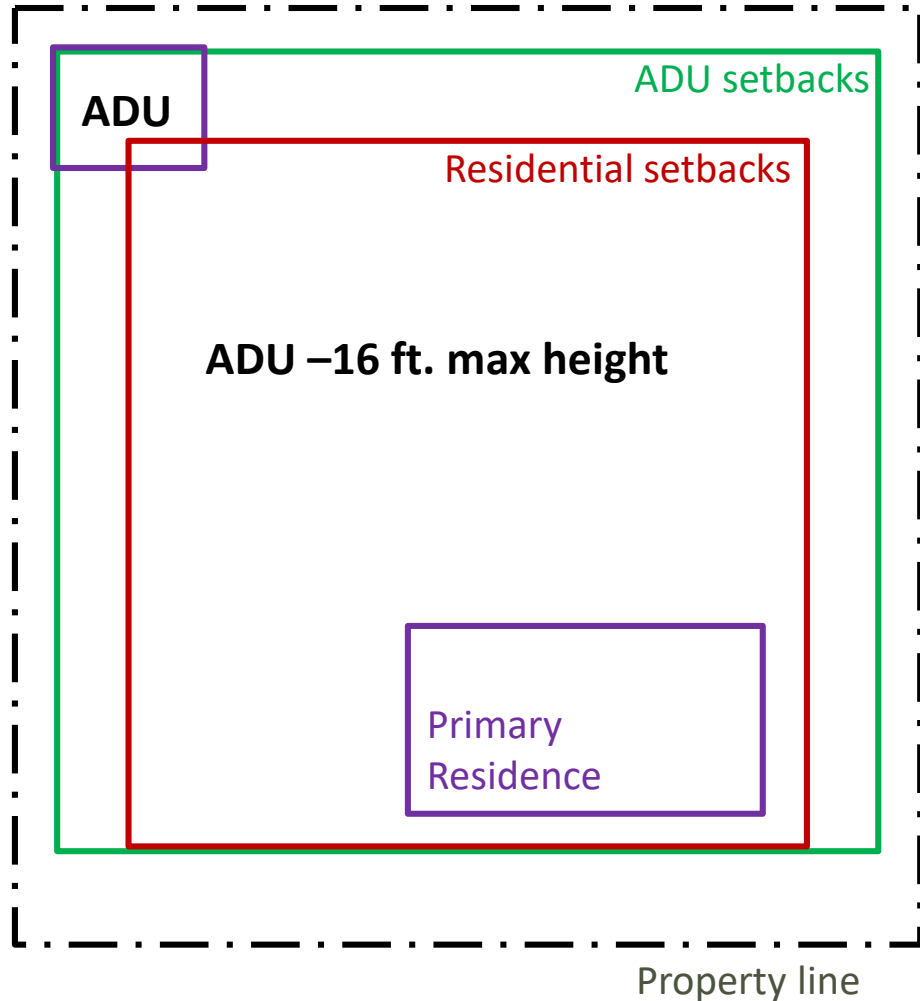 ADU setbacks
ADU
Residential setbacks
ADU –16 ft. max height
Primary
Residence
Property line